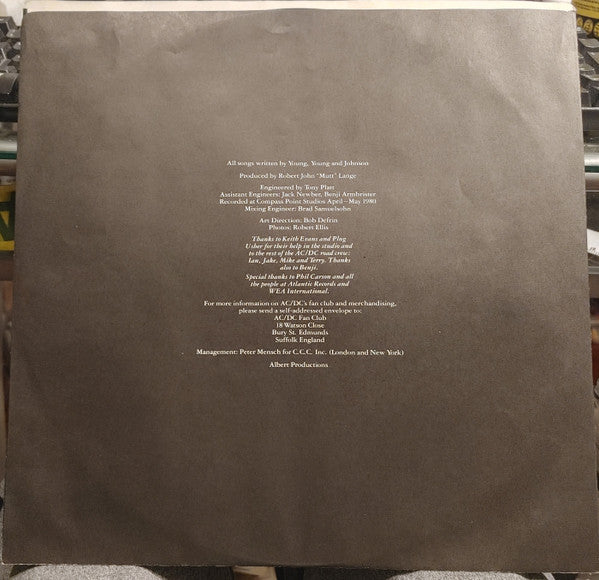 All songs written by Young, Young and Johnson
Produced by Robert John "Mutt" Lange
Engineered by Tony Platt
Assistant Engineers: Jack Newber, Benji Armbrister
Recorded at Compass Point Studios April—May 1980
Mixing Engineer: Brad Samuelsohn
Art Direction: Bob Defrin
Photos: Robert Ellis
Thanks to Keith Evans and Plug
Usher for their help in the studio and
to the rest of the AC/DC road crew:
Ian, Jake, Mike and Terry. Thanks
also to Benji.
Special thanks to Phil Carson and all
the people at Atlantic Records and
WEA International.
For more information on AC/DC's fan club and merchandising,
please send a self-addressed envelope to:
AC/DC Fan Club
18 Watson Close
Bury St. Edmunds
Suffolk England
Management: Peter Mensch for C.C.C. Inc. (London and New York)
Albert Productions